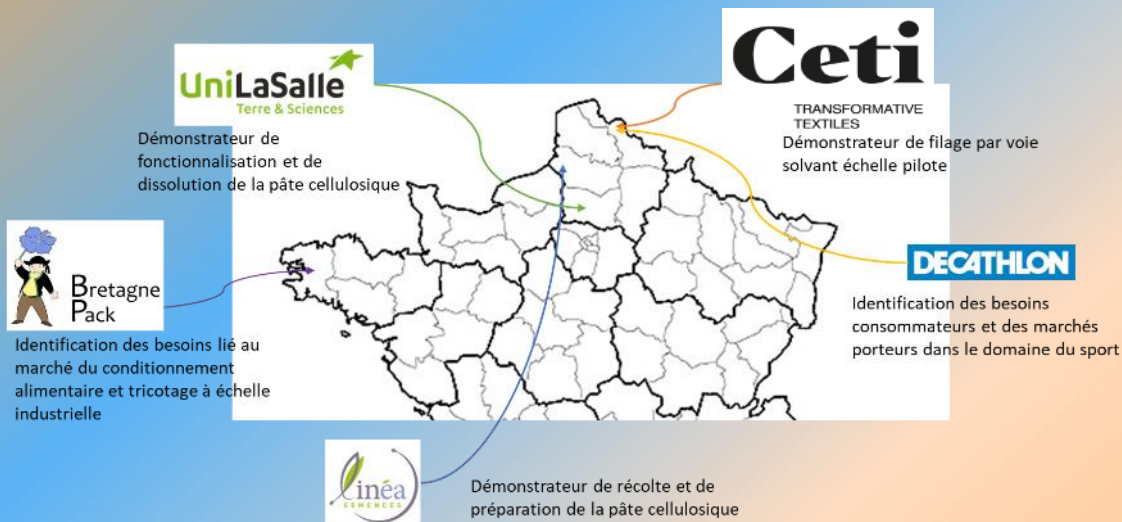 UniLaSalle
Terre & Sciences
Démonstrateur de
fonctionnalisation et de
dissolution de la pâte cellulosique
Ceti
TRANSFORMATIVE
TEXTILES
Démonstrateur de filage par voie
solvant échelle pilote
Bretagne
Pack
Identification des besoins lié au
marché du conditionnement
alimentaire et tricotage à échelle
industrielle
DECATHLON
Identification des besoins
consommateurs et des marchés
porteurs dans le domaine du sport
Linéa
SEMENCES
Démonstrateur de récolte et de
préparation de la pâte cellulosique